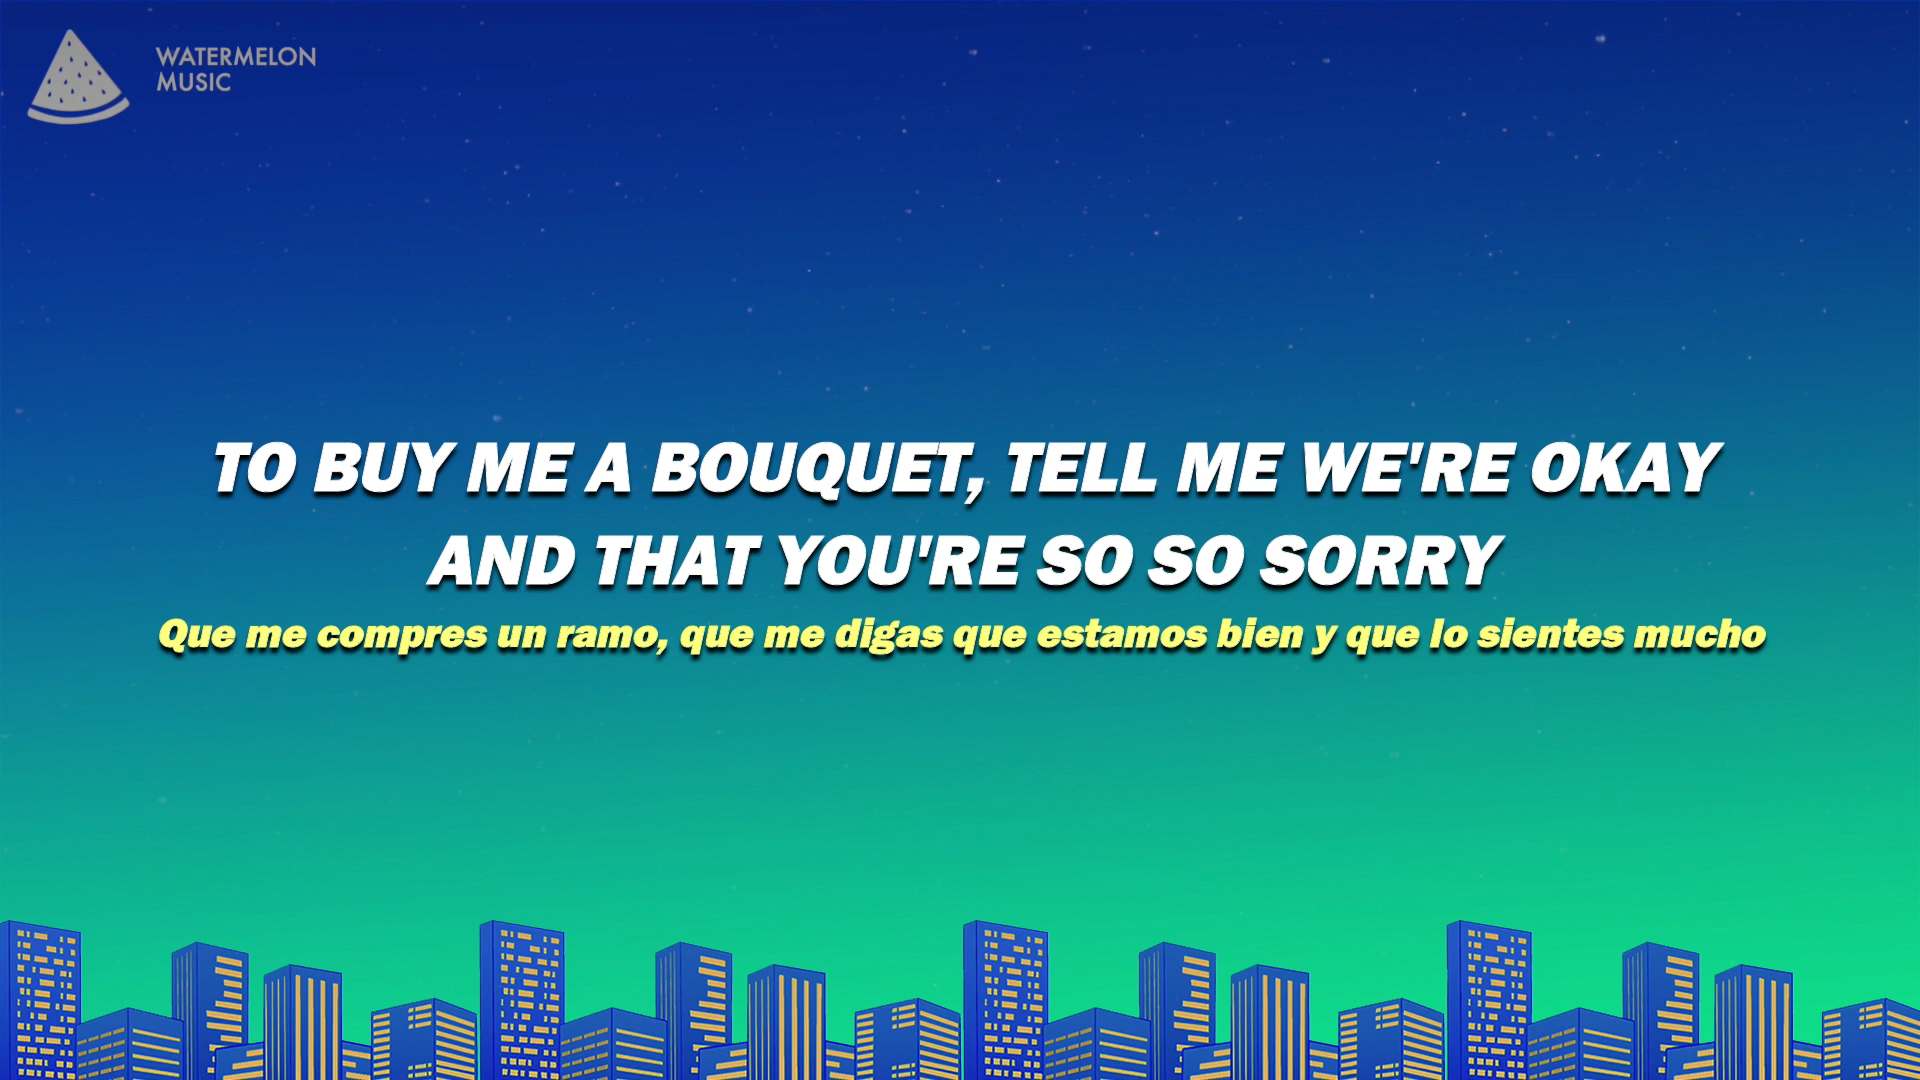 WATERMELON
MUSIC
TO BUY ME A BOUQUET, TELL ME WE'RE OKAY
AND THAT YOU'RE SO SO SORRY
Que me compres un ramo, que me digas que estamos bien y que lo sientes mucho